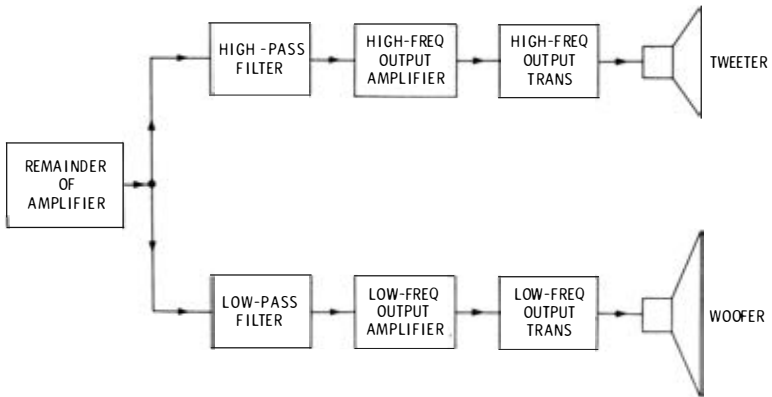 HIGH-PASS
FILTER
HIGH-FREQ
OUTPUT
AMPLIFIER
HIGH-FREQ
OUTPUT
TRANS
TWEETER
REMAINDER
OF
AMPLIFIER
LOW-PASS
FILTER
LOW-FREQ
OUTPUT
AMPLIFIER
LOW-FREQ
OUTPUT
TRANS
WOOFER